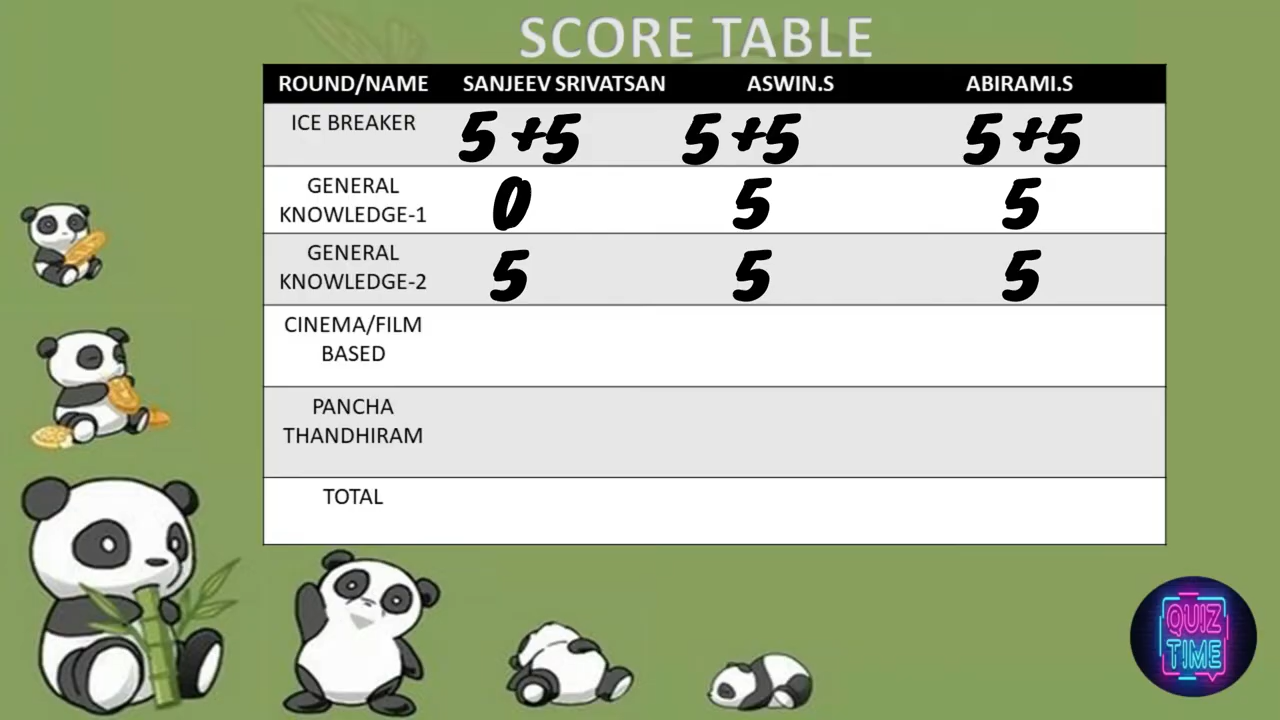 SCORE TABLE
ROUND/NAME SANJEEV SRIVATSAN ASWIN.S ABIRAMI.S
ICE BREAKER 5+5 5+5 5+5
GENERAL
KNOWLEDGE-1 0 5 5
GENERAL
KNOWLEDGE-2 5 5 5
CINEMA/FILM
BASED
PANCHA
THANDHIRAM
TOTAL
QUIZ
TIME